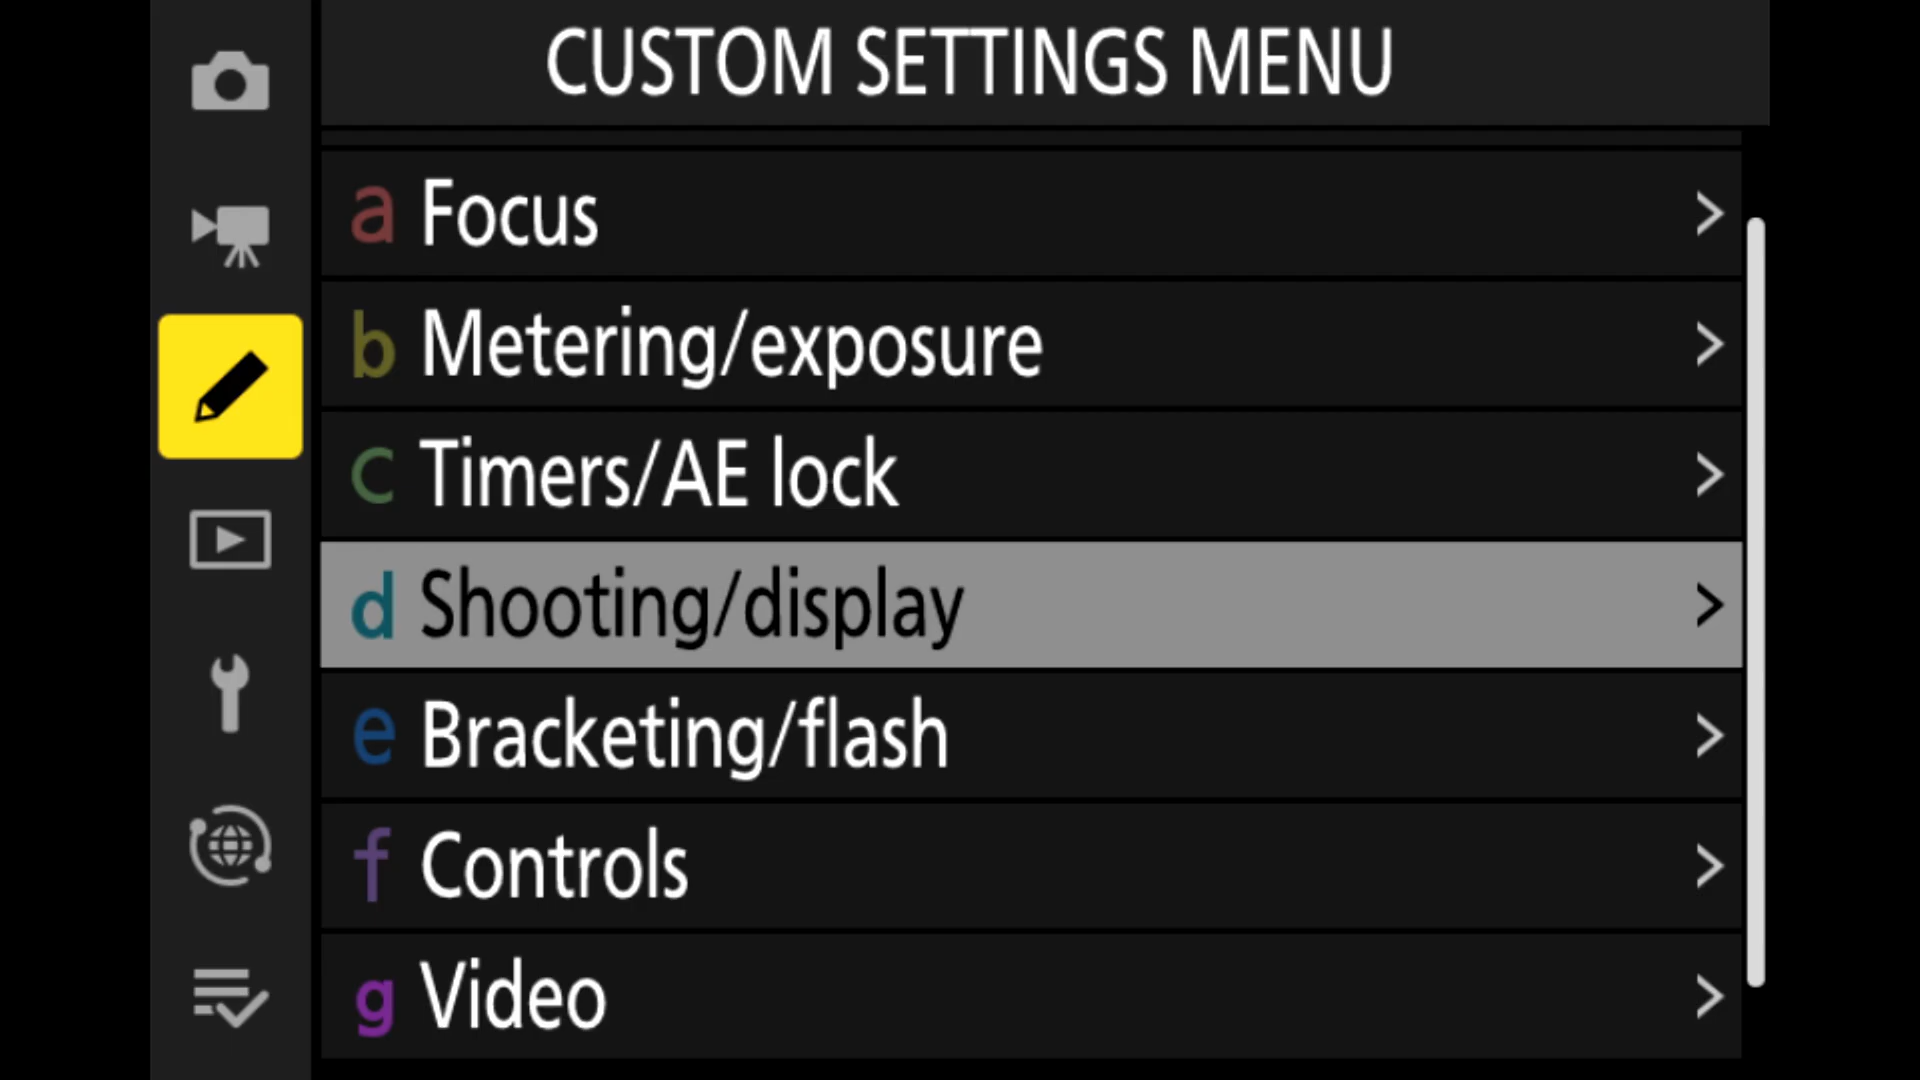 CUSTOM SETTINGS MENU
a Focus
b Metering/exposure
c Timers/AE lock
d Shooting/display
e Bracketing/flash
f Controls
g Video